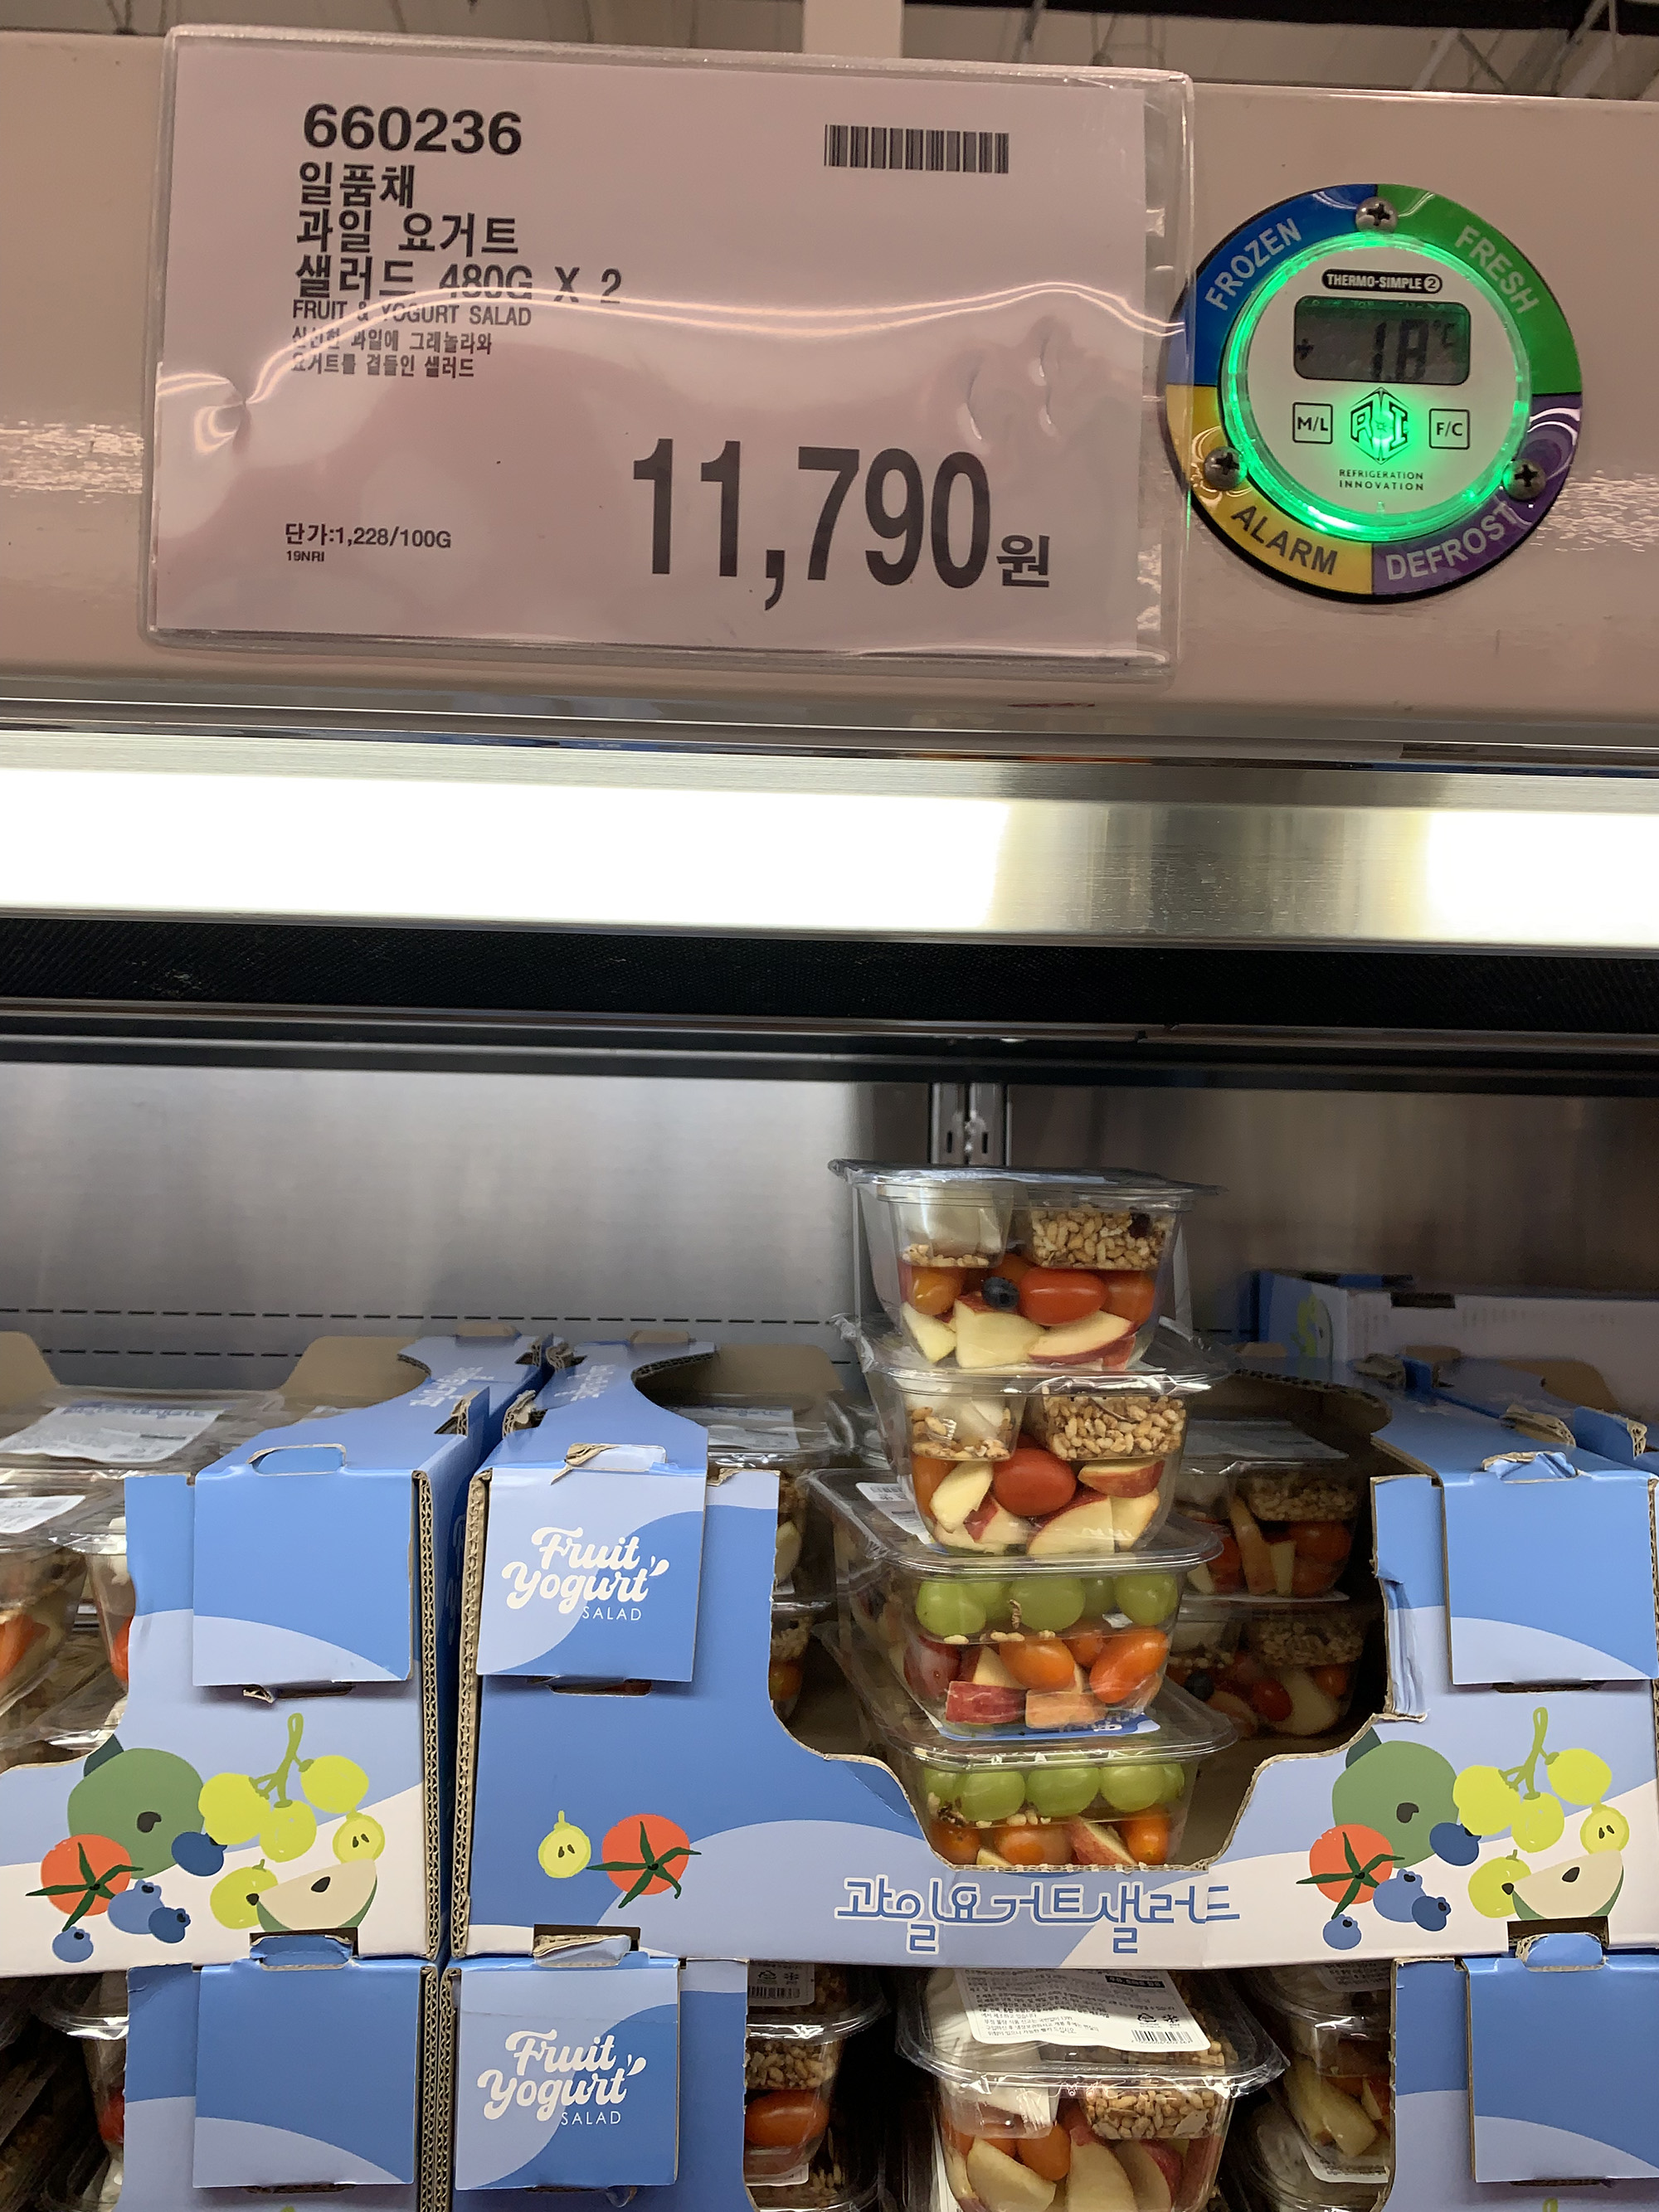 660236
일품채
과일 요거트
샐러드 480G X 2
FRUIT & YOGURT SALAD
신선한 과일에 그래놀라와
요거트를 곁들인 샐러드
11,790원
단가:1,228/100G
19NRI
FROZEN
FRESH
THERMO-SIMPLE 2
1.8°C
M/L
F/C
REFRIGERATION
INNOVATION
ALARM
DEFROST
Fruit
Yogurt
SALAD
과일요거트샐러드
Fruit
Yogurt
SALAD